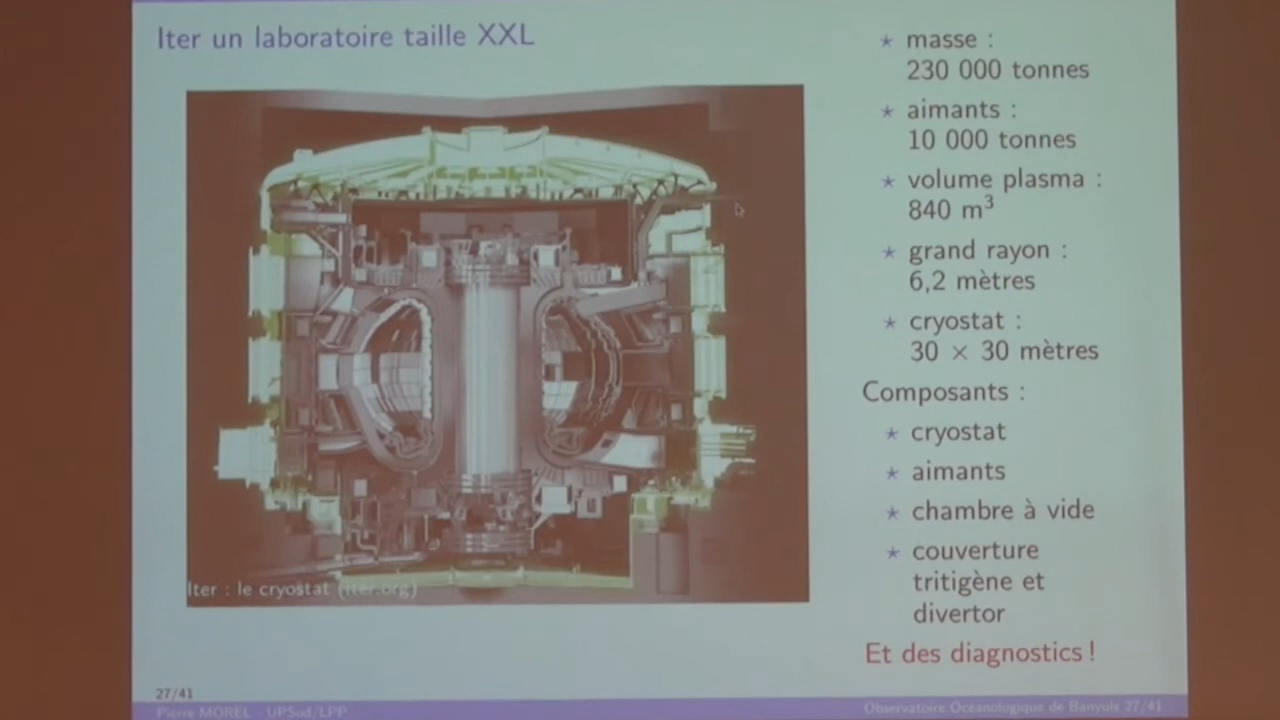 Iter un laboratoire taille XXL
* masse :
230 000 tonnes
* aimants :
10 000 tonnes
* volume plasma :
840 m³
* grand rayon :
6,2 mètres
* cryostat :
30 × 30 mètres
Composants :
* cryostat
* aimants
* chambre à vide
* couverture
tritigène et
divertor
Et des diagnostics !
Iter : le cryostat (iter.org)
27/41
Pierre MOREL UPSud/LPP
Observatoire Océanologique de Banyuls 27/41